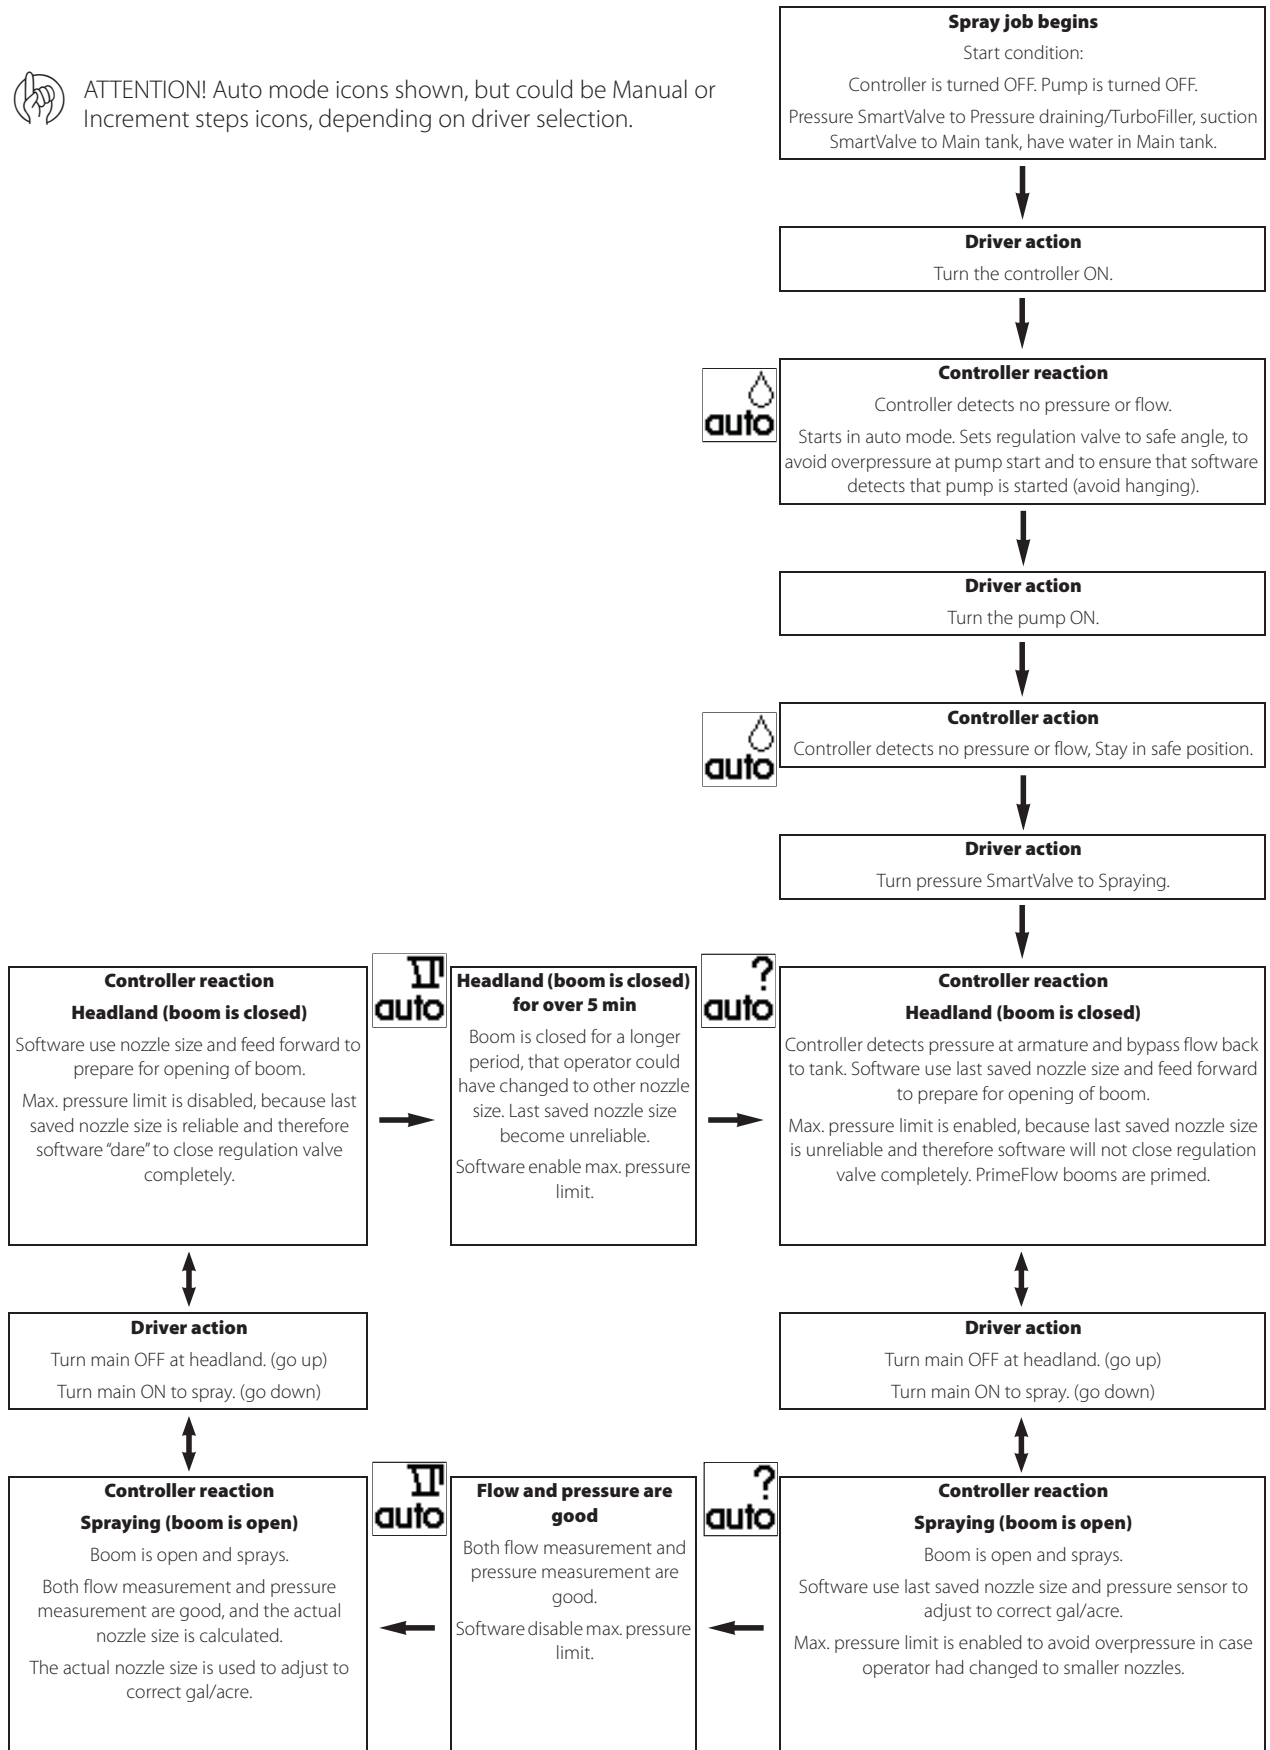 Spray job begins
Start condition:
Controller is turned OFF. Pump is turned OFF.
Pressure SmartValve to Pressure draining/TurboFiller, suction
SmartValve to Main tank, have water in Main tank.
ATTENTION! Auto mode icons shown, but could be Manual or
Increment steps icons, depending on driver selection.
Driver action
Turn the controller ON.
auto
Controller reaction
Controller detects no pressure or flow.
Starts in auto mode. Sets regulation valve to safe angle, to
avoid overpressure at pump start and to ensure that software
detects that pump is started (avoid hanging).
Driver action
Turn the pump ON.
auto
Controller action
Controller detects no pressure or flow, Stay in safe position.
Driver action
Turn pressure SmartValve to Spraying.
Controller reaction
Headland (boom is closed)
Software use nozzle size and feed forward to
prepare for opening of boom.
Max. pressure limit is disabled, because last
saved nozzle size is reliable and therefore
software “dare” to close regulation valve
completely.
auto
Headland (boom is closed)
for over 5 min
Boom is closed for a longer
period, that operator could
have changed to other nozzle
size. Last saved nozzle size
become unreliable.
Software enable max. pressure
limit.
?
auto
Controller reaction
Headland (boom is closed)
Controller detects pressure at armature and bypass flow back
to tank. Software use last saved nozzle size and feed forward
to prepare for opening of boom.
Max. pressure limit is enabled, because last saved nozzle size
is unreliable and therefore software will not close regulation
valve completely. PrimeFlow booms are primed.
Driver action
Turn main OFF at headland. (go up)
Turn main ON to spray. (go down)
Driver action
Turn main OFF at headland. (go up)
Turn main ON to spray. (go down)
Controller reaction
Spraying (boom is open)
Boom is open and sprays.
Both flow measurement and pressure
measurement are good, and the actual
nozzle size is calculated.
The actual nozzle size is used to adjust to
correct gal/acre.
auto
Flow and pressure are
good
Both flow measurement and
pressure measurement are
good.
Software disable max. pressure
limit.
?
auto
Controller reaction
Spraying (boom is open)
Boom is open and sprays.
Software use last saved nozzle size and pressure sensor to
adjust to correct gal/acre.
Max. pressure limit is enabled to avoid overpressure in case
operator had changed to smaller nozzles.